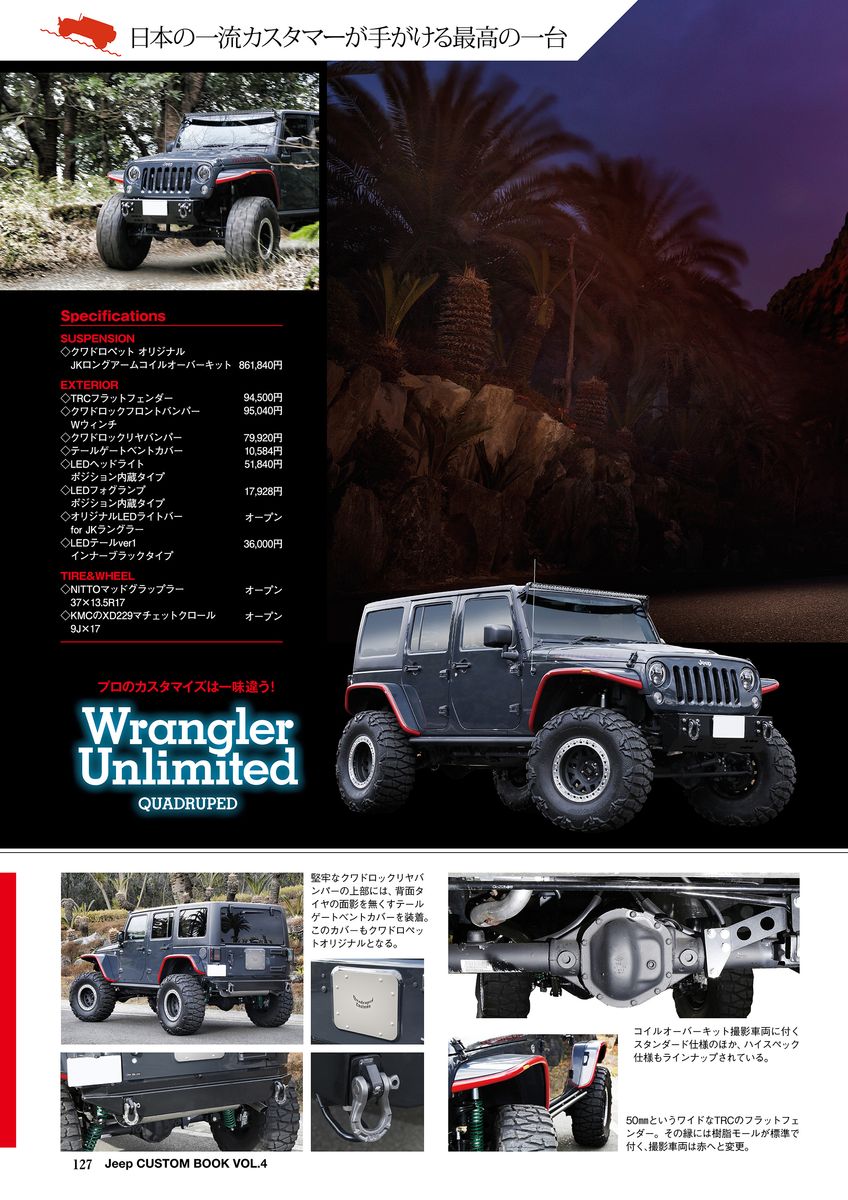 日本の一流カスタマーが手がける最高の一台
Specifications
SUSPENSION
◇クワドロペット オリジナル
JKロングアームコイルオーバーキット 861,840円
EXTERIOR
◇TRCフラットフェンダー 94,500円
◇クワドロックフロントバンパー 95,040円
Wウィンチ
◇クワドロックリヤバンパー 79,920円
◇テールゲートベントカバー 10,584円
◇LEDヘッドライト 51,840円
ポジション内蔵タイプ
◇LEDフォグランプ 17,928円
ポジション内蔵タイプ
◇オリジナルLEDライトバー オープン
for JKラングラー
◇LEDテールver1 36,000円
インナーブラックタイプ
TIRE&WHEEL
◇NITTOマッドグラップラー オープン
37×13.5R17
◇KMCのXD229マチェットクロール オープン
9J×17
プロのカスタマイズは一味違う!
Wrangler
Unlimited
QUADRUPED
Jeep
Jeep
堅牢なクワドロックリヤバ
ンパーの上部には、背面タ
イヤの面影を無くすテール
ゲートベントカバーを装着。
このカバーもクワドロペッ
トオリジナルとなる。
コイルオーバーキット撮影車両に付く
スタンダード仕様のほか、ハイスペック
仕様もラインナップされている。
50㎜というワイドなTRCのフラットフェ
ンダー。その縁には樹脂モールが標準で
付く、撮影車両は赤へと変更。
127 Jeep CUSTOM BOOK VOL.4